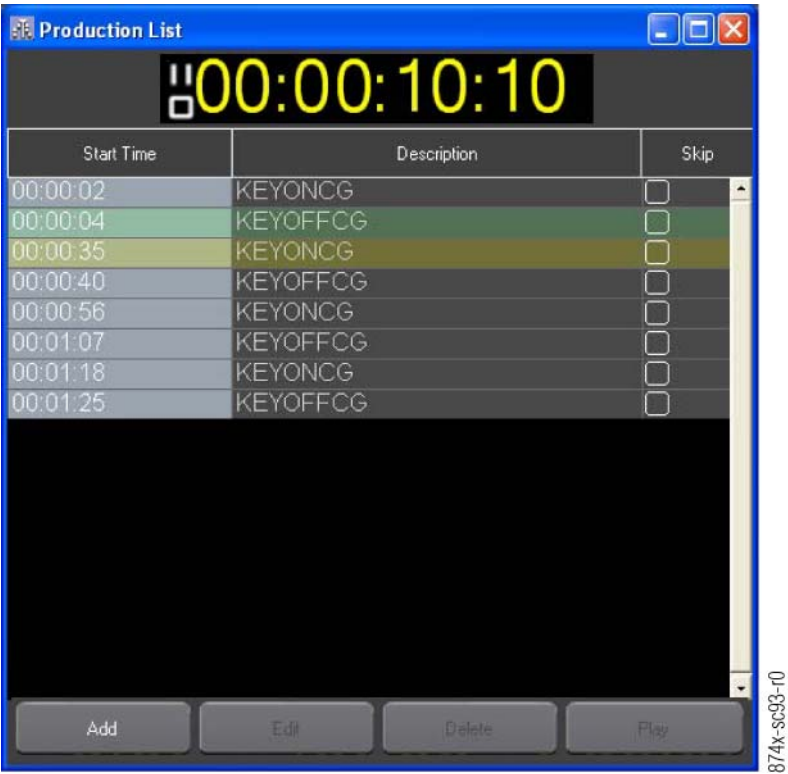 Production List
00:00:10:10
Start Time Description Skip
00:00:02 KEYONCG
00:00:04 KEYOFFCG
00:00:35 KEYONCG
00:00:40 KEYOFFCG
00:00:56 KEYONCG
00:01:07 KEYOFFCG
00:01:18 KEYONCG
00:01:25 KEYOFFCG
Add Edit Delete Play
874x-sc93-r0